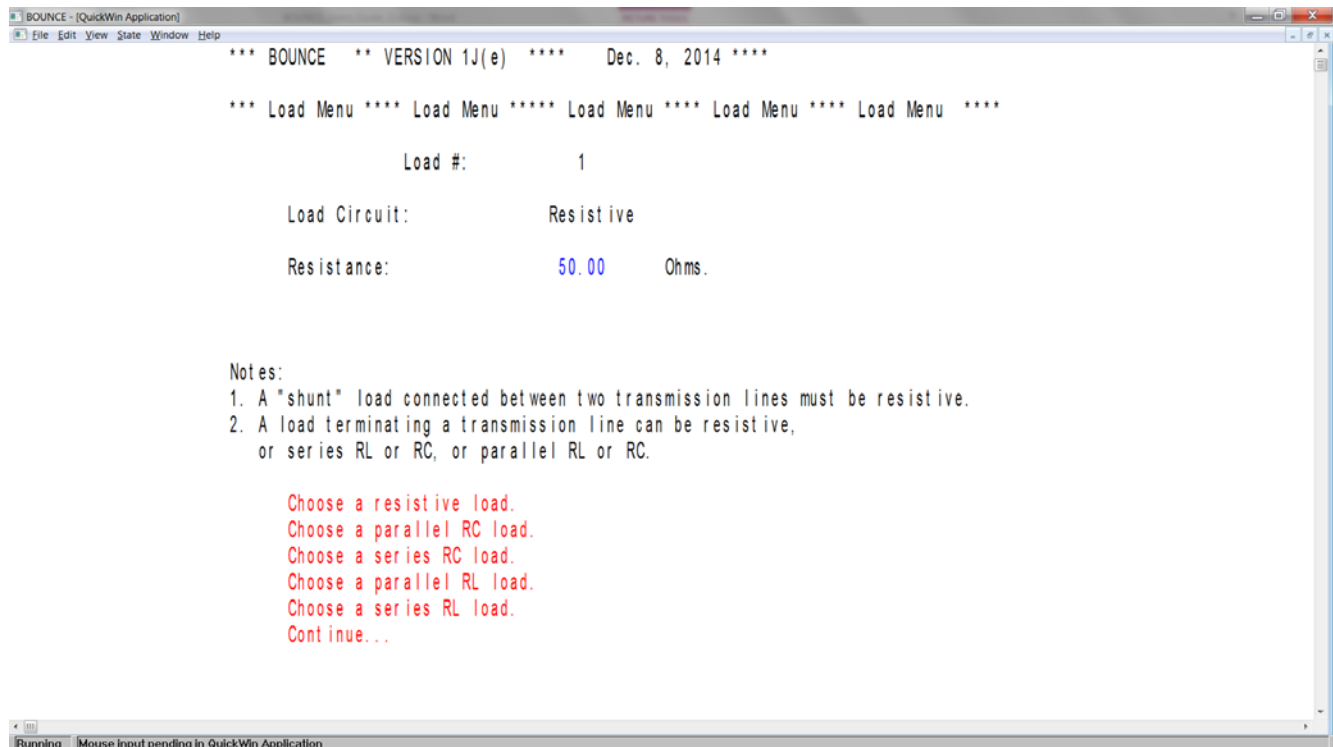 BOUNCE - [QuickWin Application]
File Edit View State Window Help
*** BOUNCE ** VERSION 1J(e) **** Dec. 8, 2014 ****
*** Load Menu **** Load Menu ***** Load Menu **** Load Menu **** Load Menu ****
Load #: 1
Load Circuit: Resistive
Resistance: 50.00 Ohms.
Notes:
1. A "shunt" load connected between two transmission lines must be resistive.
2. A load terminating a transmission line can be resistive,
or series RL or RC, or parallel RL or RC.
Choose a resistive load.
Choose a parallel RC load.
Choose a series RC load.
Choose a parallel RL load.
Choose a series RL load.
Continue...
Running Mouse input pending in QuickWin Application